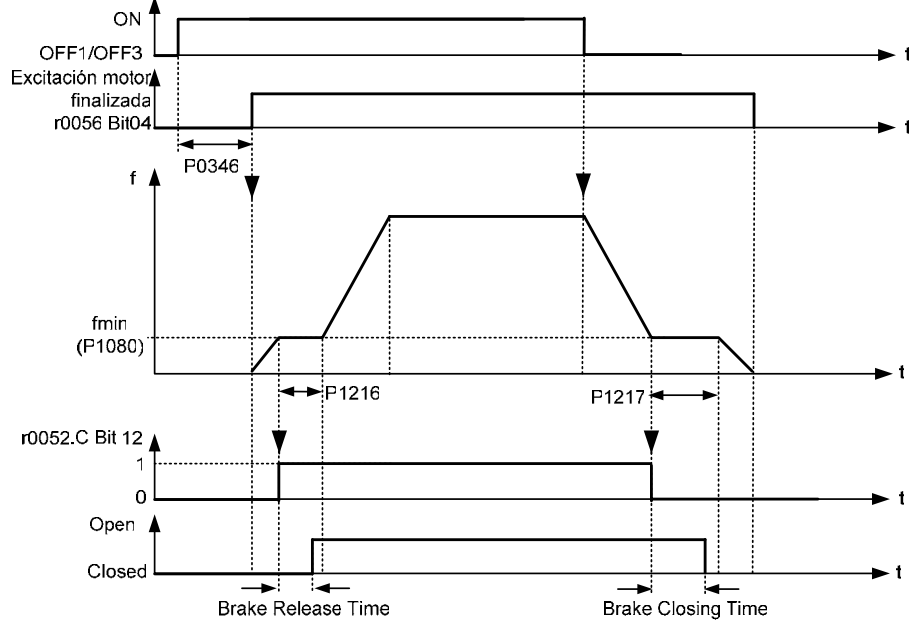 ON
OFF1/OFF3
t
Excitación motor
finalizada
r0056 Bit04
t
P0346
f
fmin
(P1080)
t
P1216
P1217
r0052.C Bit 12
1
0
t
Open
Closed
t
Brake Release Time
Brake Closing Time